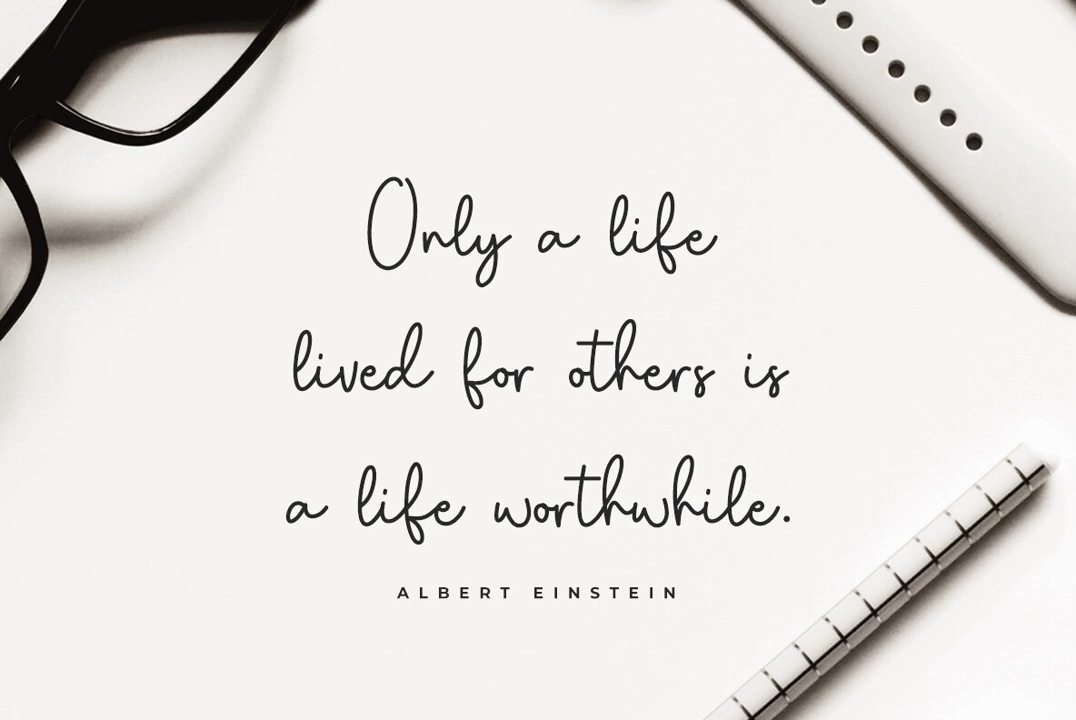 Only a life
lived for others is
a life worthwhile.
ALBERT EINSTEIN